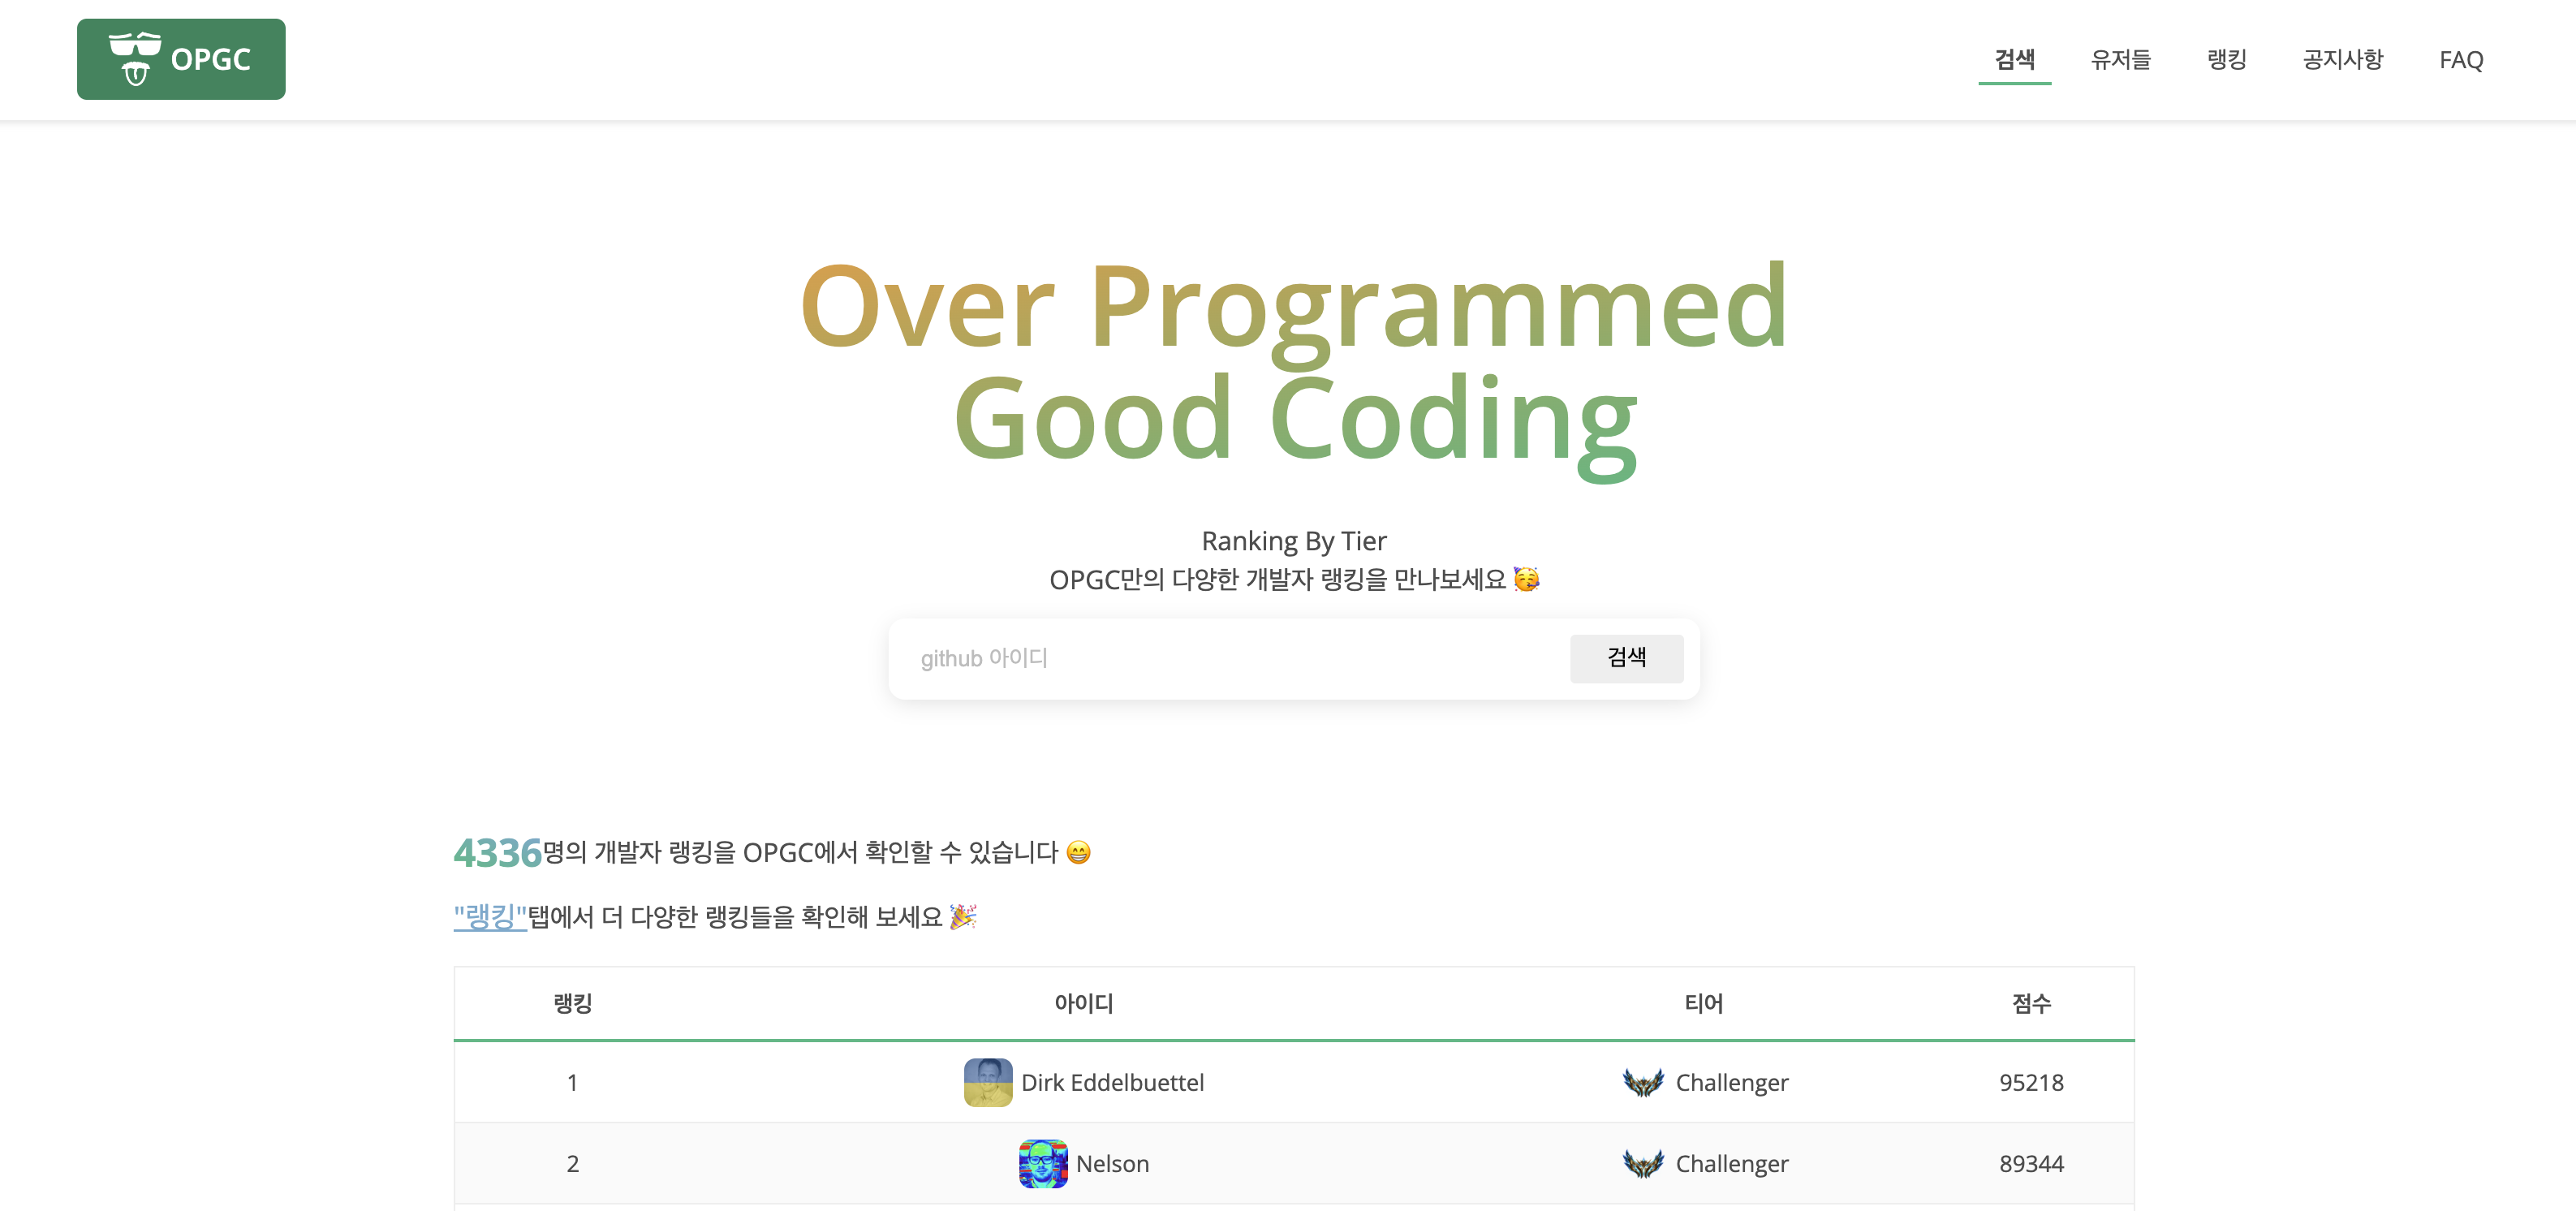 OPGC
검색 유저들 랭킹 공지사항 FAQ
Over Programmed
Good Coding
Ranking By Tier
OPGC만의 다양한 개발자 랭킹을 만나보세요 🥳
github 아이디 검색
4336명의 개발자 랭킹을 OPGC에서 확인할 수 있습니다 😁
"랭킹"탭에서 더 다양한 랭킹들을 확인해 보세요 🎉
랭킹 아이디 티어 점수
1 Dirk Eddelbuettel Challenger 95218
2 Nelson Challenger 89344